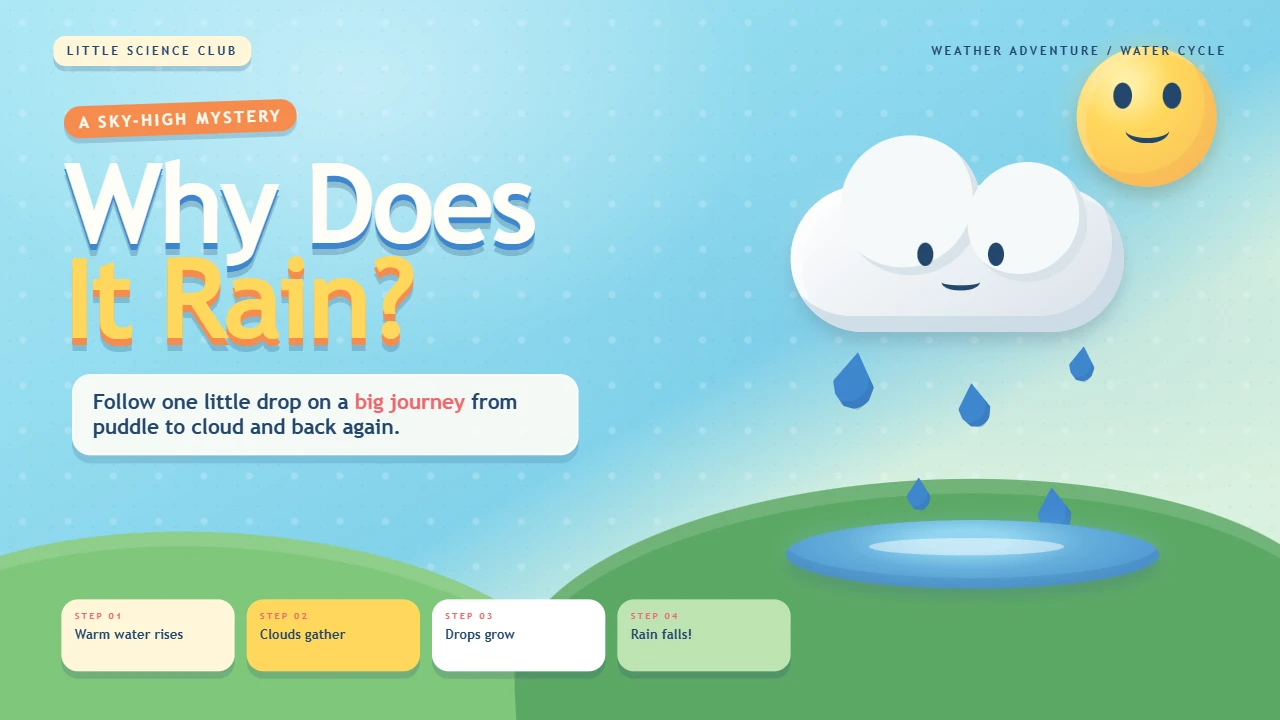 LITTLE SCIENCE CLUB
WEATHER ADVENTURE / WATER CYCLE
A SKY-HIGH MYSTERY
Why Does
It Rain?
Follow one little drop on a big journey from
puddle to cloud and back again.
STEP 01
Warm water rises
STEP 02
Clouds gather
STEP 03
Drops grow
STEP 04
Rain falls!